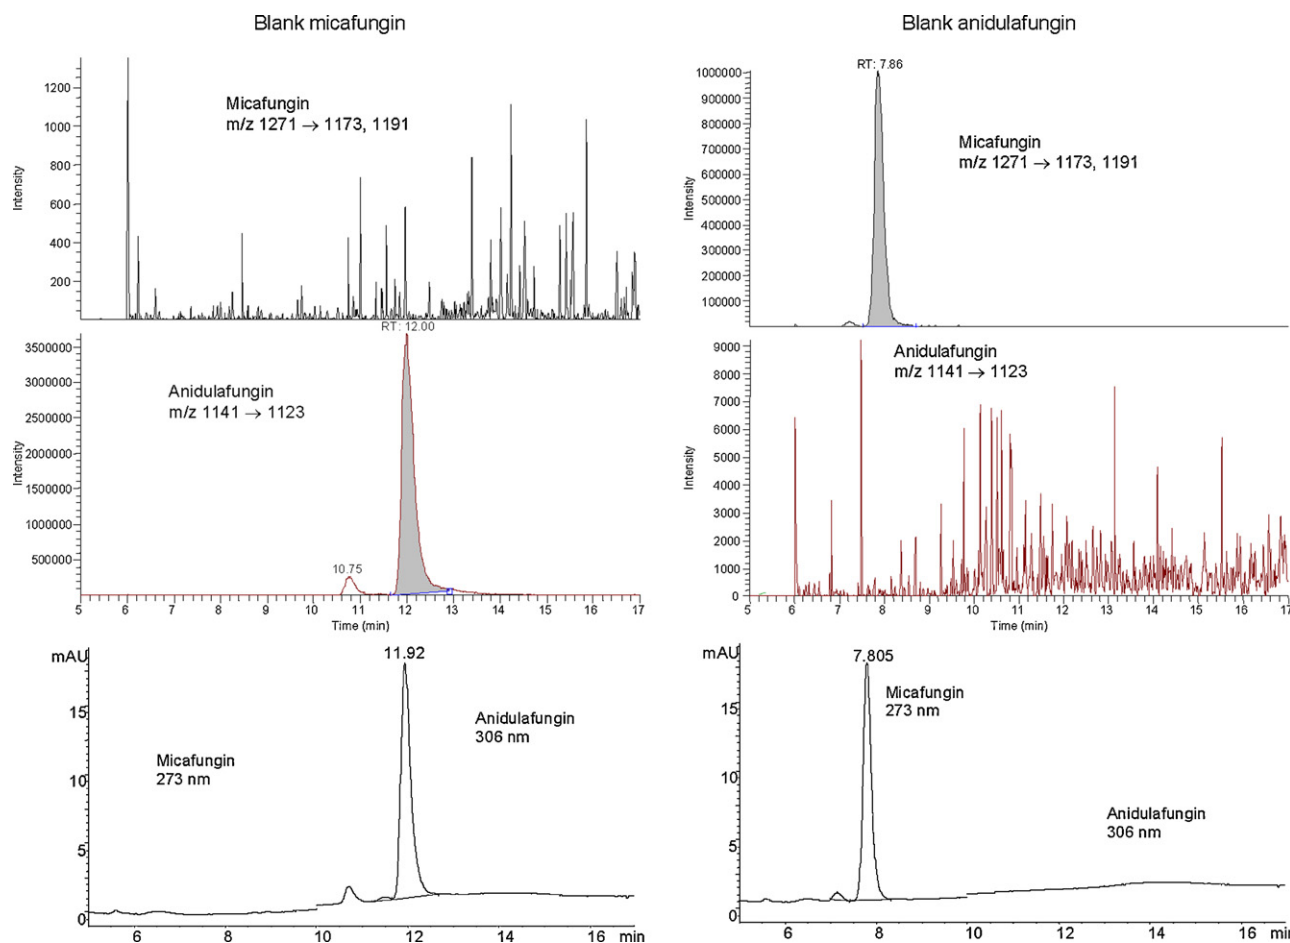 Blank micafungin
Blank anidulafungin
Intensity
1200
1000
800
600
400
200
Micafungin
m/z 1271 → 1173, 1191
RT: 12.00
Intensity
3500000
3000000
2500000
2000000
1500000
1000000
500000
Anidulafungin
m/z 1141 → 1123
10.75
5 6 7 8 9 10 11 12 13 14 15 16 17
Time (min)
mAU
15
10
5
0
11.92
Micafungin
273 nm
Anidulafungin
306 nm
6 8 10 12 14 16 min
RT: 7.86
Intensity
1000000
900000
800000
700000
600000
500000
400000
300000
200000
100000
Micafungin
m/z 1271 → 1173, 1191
Intensity
9000
8000
7000
6000
5000
4000
3000
2000
1000
0
Anidulafungin
m/z 1141 → 1123
5 6 7 8 9 10 11 12 13 14 15 16 17
Time (min)
mAU
15
10
5
0
7.805
Micafungin
273 nm
Anidulafungin
306 nm
6 8 10 12 14 16 min